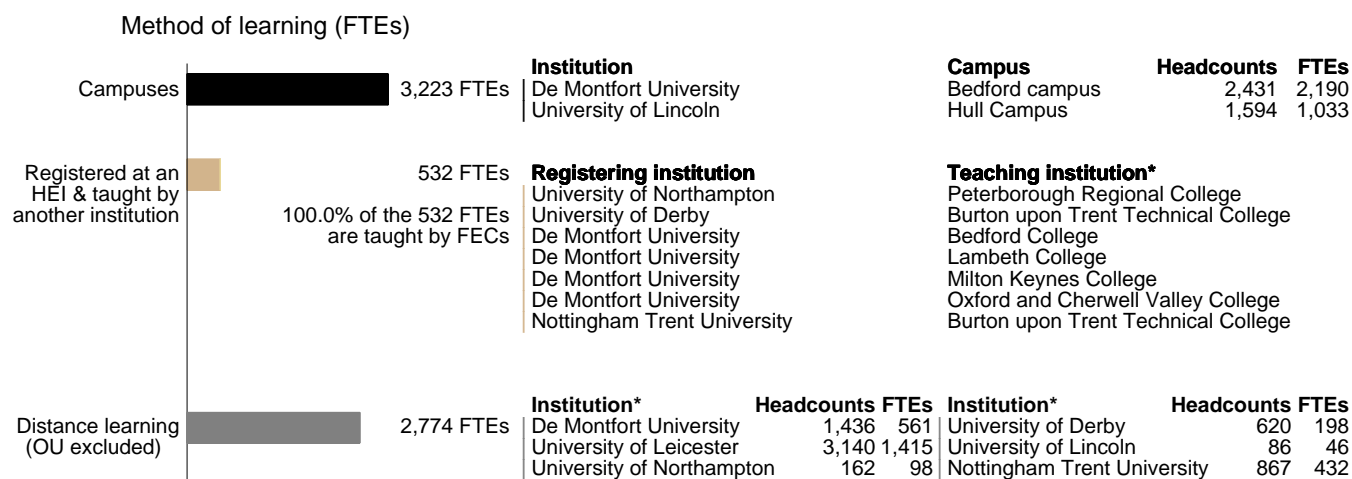 Method of learning (FTEs)
Institution Campus Headcounts FTEs
Campuses 3,223 FTEs De Montfort University Bedford campus 2,431 2,190
University of Lincoln Hull Campus 1,594 1,033
Registered at an 532 FTEs Registering institution Teaching institution*
HEI & taught by University of Northampton Peterborough Regional College
another institution 100.0% of the 532 FTEs University of Derby Burton upon Trent Technical College
are taught by FECs De Montfort University Bedford College
De Montfort University Lambeth College
De Montfort University Milton Keynes College
De Montfort University Oxford and Cherwell Valley College
Nottingham Trent University Burton upon Trent Technical College
Institution* Headcounts FTEs Institution* Headcounts FTEs
Distance learning 2,774 FTEs De Montfort University 1,436 561 University of Derby 620 198
(OU excluded) University of Leicester 3,140 1,415 University of Lincoln 86 46
University of Northampton 162 98 Nottingham Trent University 867 432